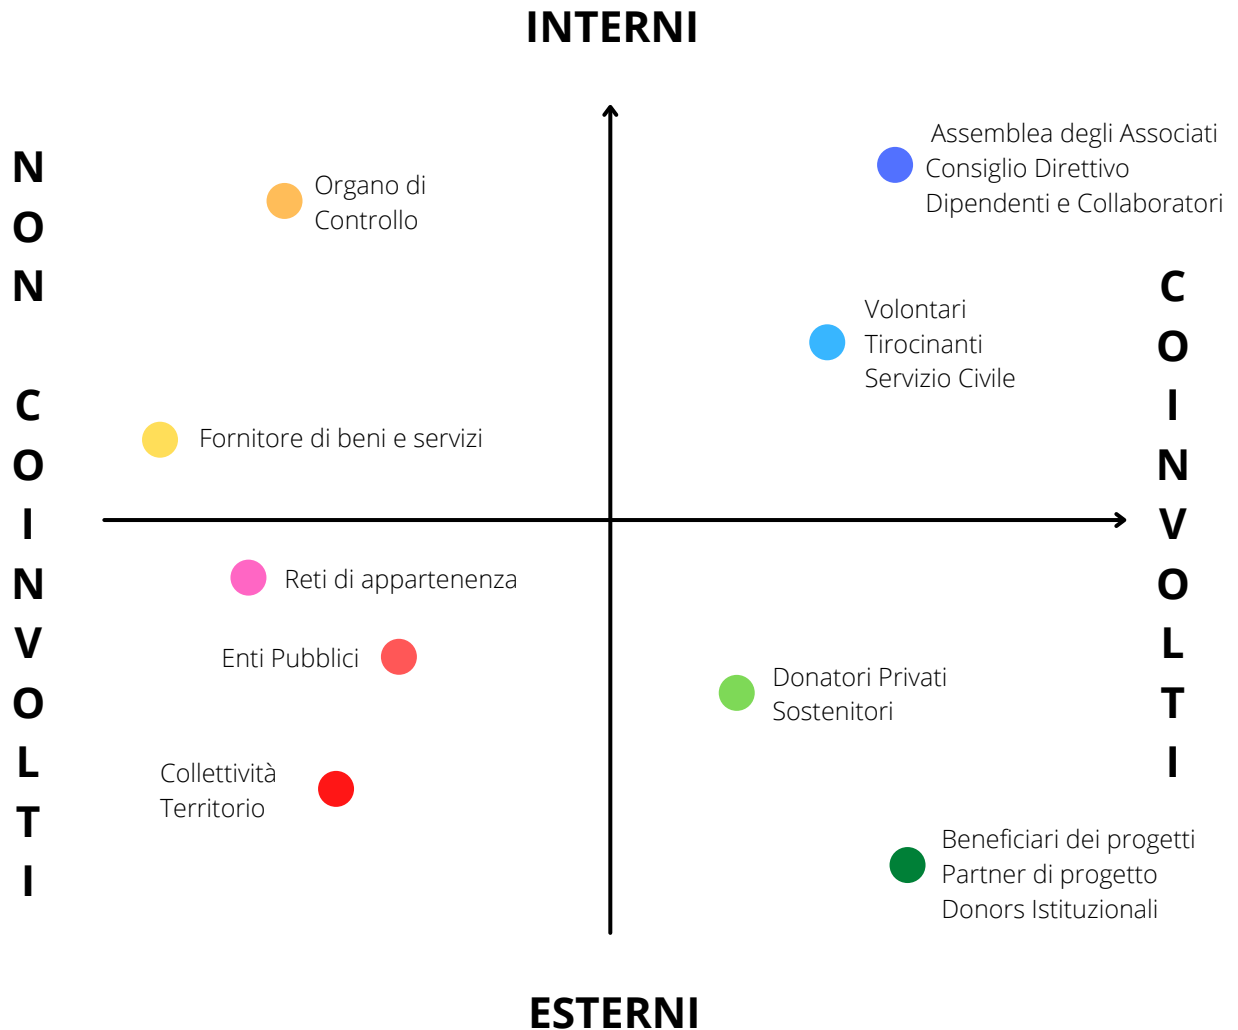 INTERNI
NON COINVOLTI
Organo di
Controllo
Assemblea degli Associati
Consiglio Direttivo
Dipendenti e Collaboratori
COINVOLTI
Volontari
Tirocinanti
Servizio Civile
Fornitore di beni e servizi
Reti di appartenenza
Enti Pubblici
Donatori Privati
Sostenitori
Collettività
Territorio
Beneficiari dei progetti
Partner di progetto
Donors Istituzionali
ESTERNI